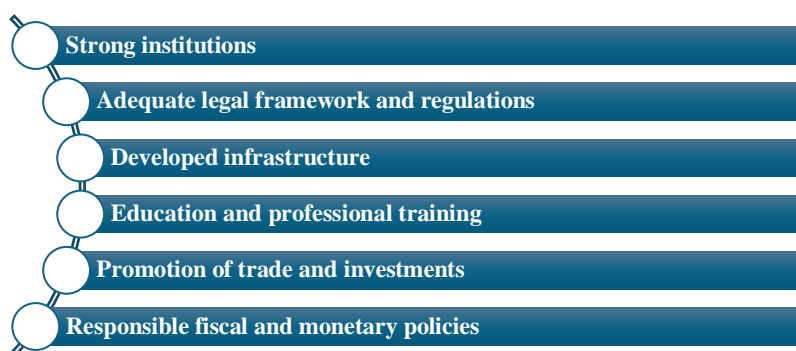 Strong institutions
Adequate legal framework and regulations
Developed infrastructure
Education and professional training
Promotion of trade and investments
Responsible fiscal and monetary policies